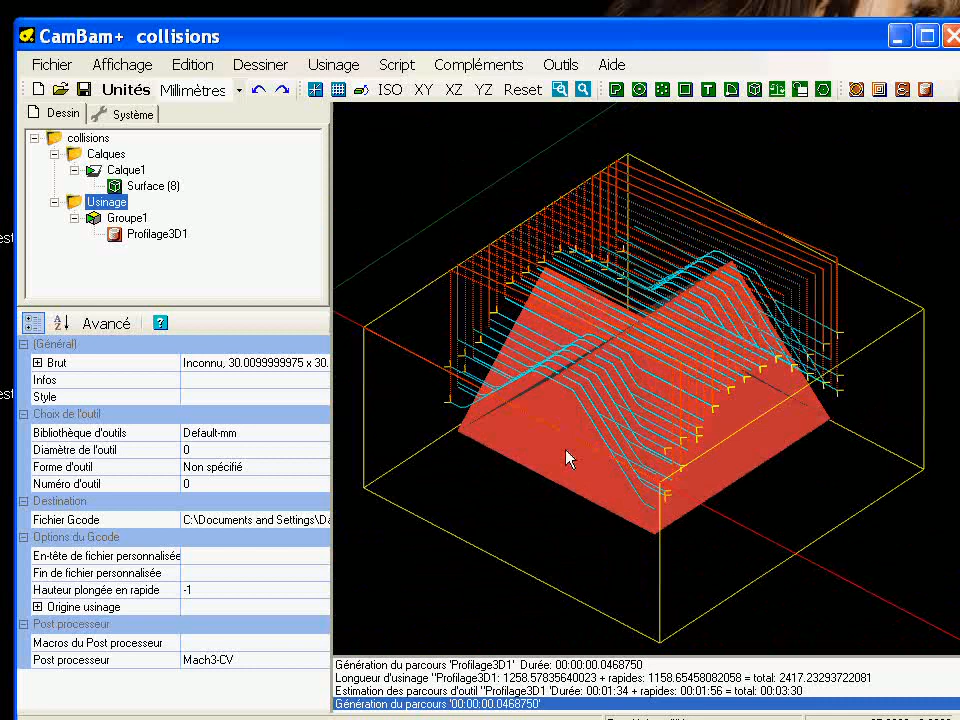 CamBam+ collisions
Fichier Affichage Edition Dessiner Usinage Script Compléments Outils Aide
Unités Millimètres ISO XY XZ YZ Reset
Dessin Système
collisions
Calques
Calque1
Surface (8)
Usinage
Groupe1
Profilage3D1
Avancé
(Général)
Brut Inconnu, 30.0099999975 x 30.
Infos
Style
Choix de l'outil
Bibliothèque d'outils Default-mm
Diamètre de l'outil 0
Forme d'outil Non spécifié
Numéro d'outil 0
Destination
Fichier Gcode C:\Documents and Settings\Da
Options du Gcode
En-tête de fichier personnalisée
Fin de fichier personnalisée
Hauteur plongée en rapide -1
Origine usinage
Post processeur
Macros du Post processeur
Post processeur Mach3-CV
Génération du parcours 'Profilage3D1' Durée: 00:00:00.0468750
Longueur d'usinage ''Profilage3D1: 1258.57835640023 + rapides: 1158.65458082058 = total: 2417.23293722081
Estimation des parcours d'outil ''Profilage3D1 'Durée: 00:01:34 + rapides: 00:01:56 = total: 00:03:30
Génération du parcours '00:00:00.0468750'